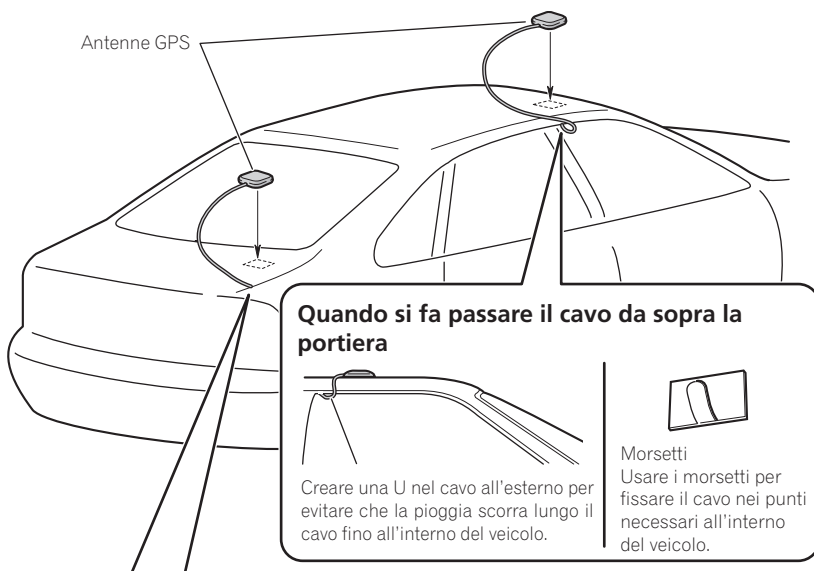 Antenne GPS
Quando si fa passare il cavo da sopra la
portiera
Creare una U nel cavo all'esterno per
evitare che la pioggia scorra lungo il
cavo fino all'interno del veicolo.
Morsetti
Usare i morsetti per
fissare il cavo nei punti
necessari all'interno
del veicolo.